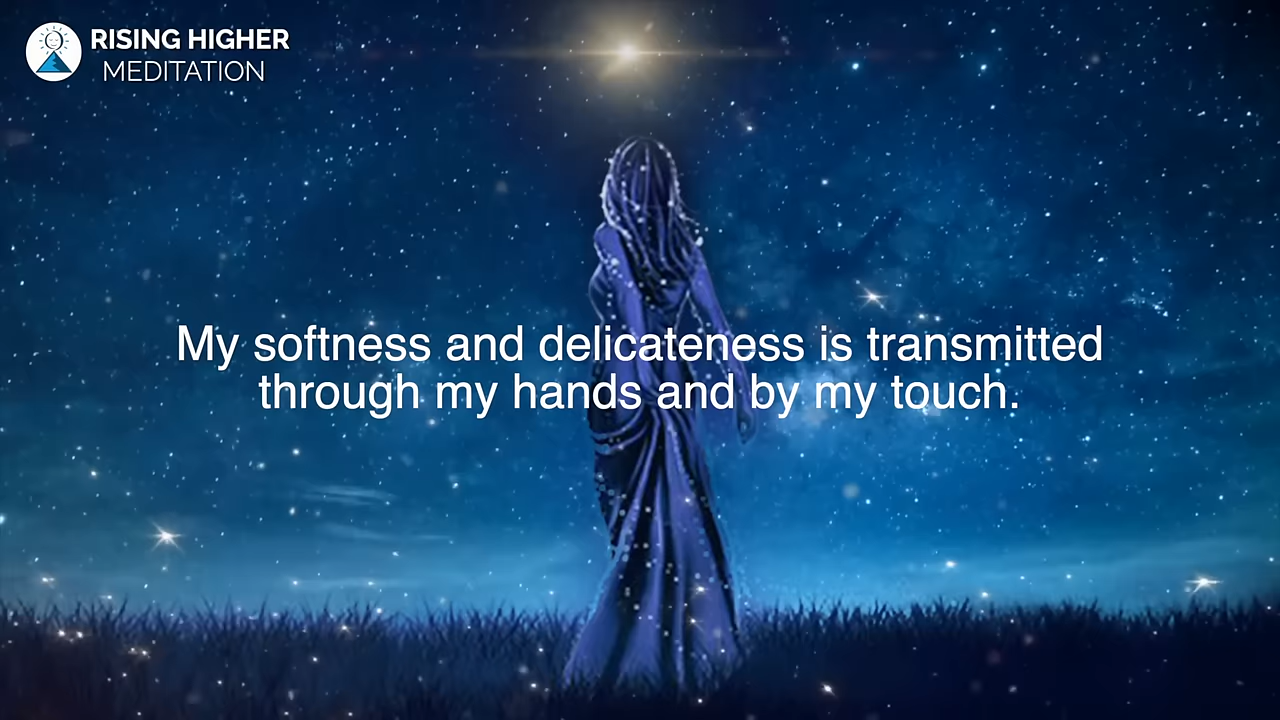 RISING HIGHER
MEDITATION
My softness and delicateness is transmitted
through my hands and by my touch.